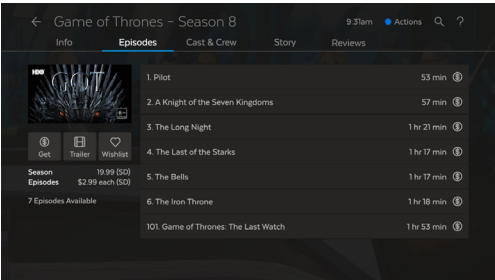 ← Game of Thrones – Season 8
9:31am Actions ?
Info Episodes Cast & Crew Story Reviews
HBO
GOT
Get Trailer Wishlist
Season 19.99 (SD)
Episodes $2.99 each (SD)
7 Episodes Available
1. Pilot 53 min
2. A Knight of the Seven Kingdoms 57 min
3. The Long Night 1 hr 21 min
4. The Last of the Starks 1 hr 17 min
5. The Bells 1 hr 17 min
6. The Iron Throne 1 hr 18 min
101. Game of Thrones: The Last Watch 1 hr 53 min